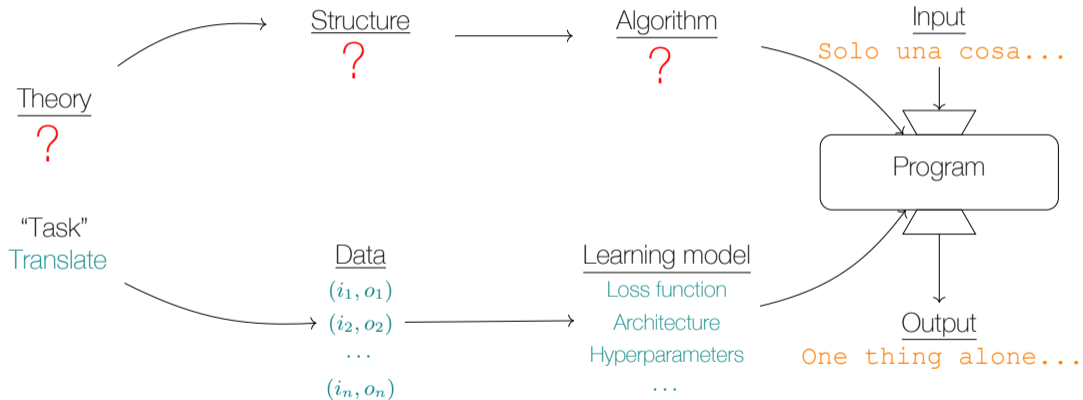 Theory
?
Structure
?
Algorithm
?
Input
Solo una cosa...
Program
“Task”
Translate
Data
(i₁, o₁)
(i₂, o₂)
...
(iₙ, oₙ)
Learning model
Loss function
Architecture
Hyperparameters
...
Output
One thing alone...